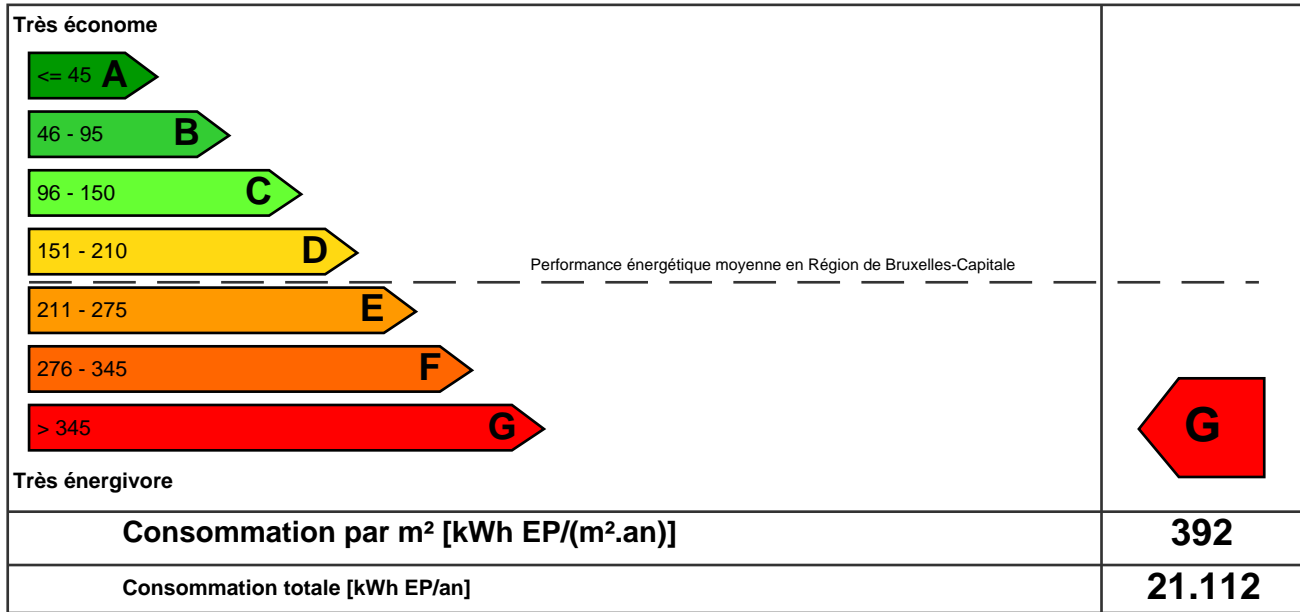 Très économe
<= 45 A
46 - 95 B
96 - 150 C
151 - 210 D
Performance énergétique moyenne en Région de Bruxelles-Capitale
211 - 275 E
276 - 345 F
> 345 G
G
Très énergivore
Consommation par m² [kWh EP/(m².an)] 392
Consommation totale [kWh EP/an] 21.112